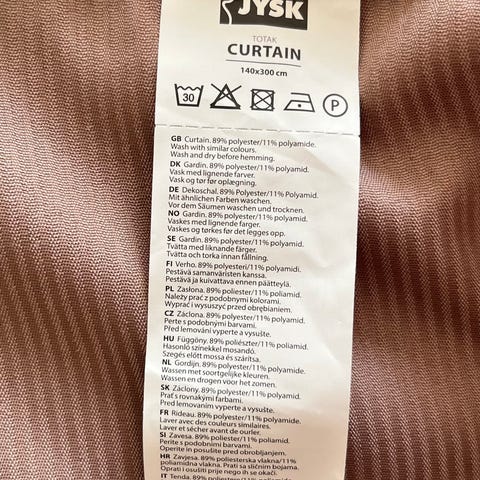 JYSK
TOTAK
CURTAIN
140x300 cm
30
P
GB Curtain. 89% polyester/11% polyamide.
Wash with similar colours.
Wash and dry before hemming.
DK Gardin. 89% polyester/11% polyamid.
Vask med lignende farver.
Vask og tør før oplægning.
DE Dekoschal. 89% Polyester/11% Polyamid.
Mit ähnlichen Farben waschen.
Vor dem Säumen waschen und trocknen.
NO Gardin. 89% polyester/11% polyamid.
Vaskes med lignende farger.
Vaskes og tørkes før det legges opp.
SE Gardin. 89% polyester/11% polyamid.
Tvätta med liknande färger.
Tvätta och torka innan fållning.
FI Verho. 89% polyesteri/11% polyamidi.
Pestävä samanväristen kanssa.
Pestävä ja kuivattava ennen päättelyä.
PL Zasłona. 89% poliester/11% poliamid.
Należy prać z podobnymi kolorami.
Wyprać i wysuszyć przed obrębianiem.
CZ Záclona. 89% polyester/11% polyamid.
Perte s podobnými barvami.
Před lemováním vyperte a vysušte.
HU Függöny. 89% poliészter/11% poliamid.
Hasonló színekkel mosandó.
Szegés előtt mossa és szárítsa.
NL Gordijn. 89% polyester/11% polyamide.
Wassen met soortgelijke kleuren.
Wassen en drogen voor het zomen.
SK Záclony. 89% polyester/11% polyamid.
Prať s rovnakými farbami.
Pred lemovaním vyperte a vysušte.
FR Rideau. 89% polyester/11% polyamide.
Laver avec des couleurs similaires.
Laver et sécher avant de ourler.
SI Zavesa. 89% poliester/11% poliamid.
Perite s podobnimi barvami.
Operite in posušite pred obrobljanjem.
HR Zavjesa. 89% poliesterska vlakna/11%
poliamidna vlakna. Prati sa sličnim bojama.
Oprati i osušiti prije nego ih se okači.
IT Tenda. 89% poliestere/11% poliammide.